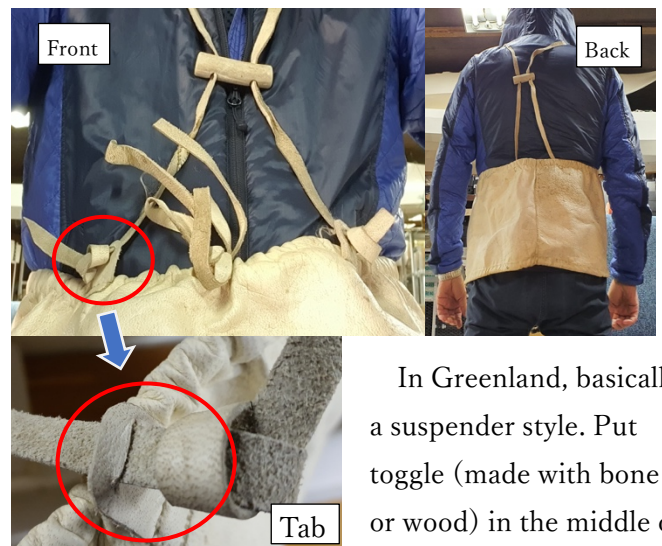 Front
Back
Tab
In Greenland, basicall
a suspender style. Put
toggle (made with bone
or wood) in the middle o